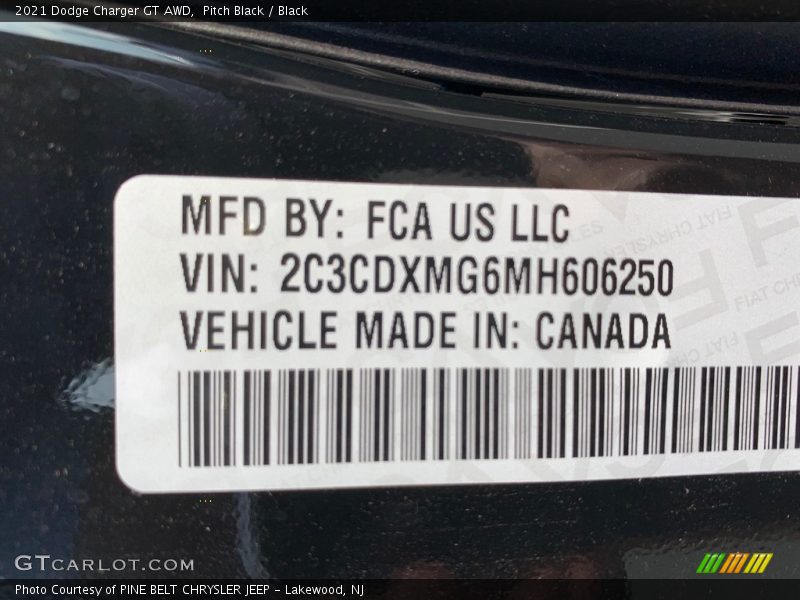 2021 Dodge Charger GT AWD, Pitch Black / Black
MFD BY: FCA US LLC
VIN: 2C3CDXMG6MH606250
VEHICLE MADE IN: CANADA
GTCARLOT.COM
Photo Courtesy of PINE BELT CHRYSLER JEEP – Lakewood, NJ